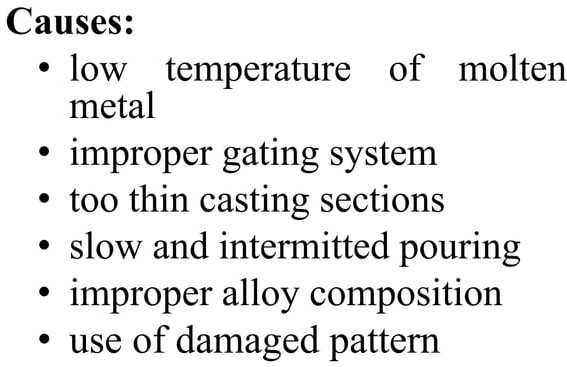 Causes:
• low temperature of molten
metal
• improper gating system
• too thin casting sections
• slow and intermitted pouring
• improper alloy composition
• use of damaged pattern